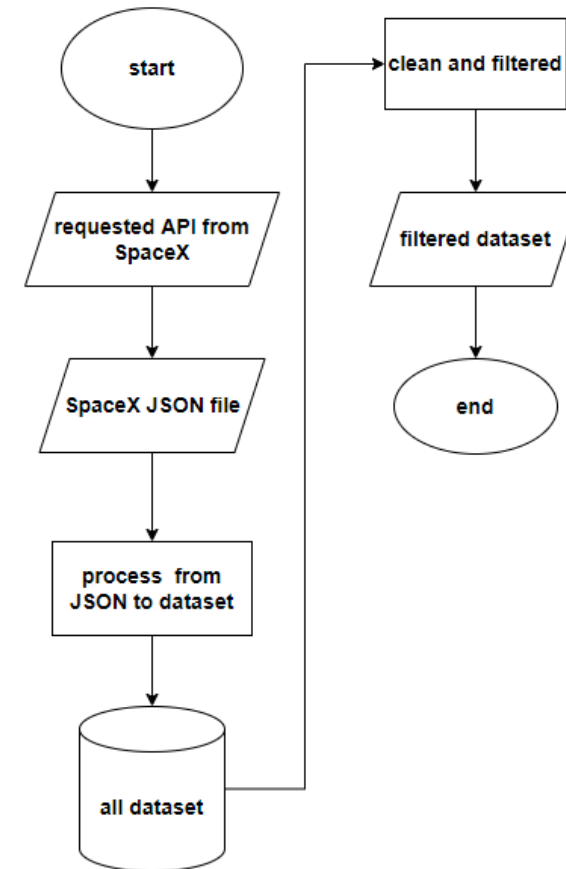 start
requested API from
SpaceX
SpaceX JSON file
process from
JSON to dataset
all dataset
clean and filtered
filtered dataset
end